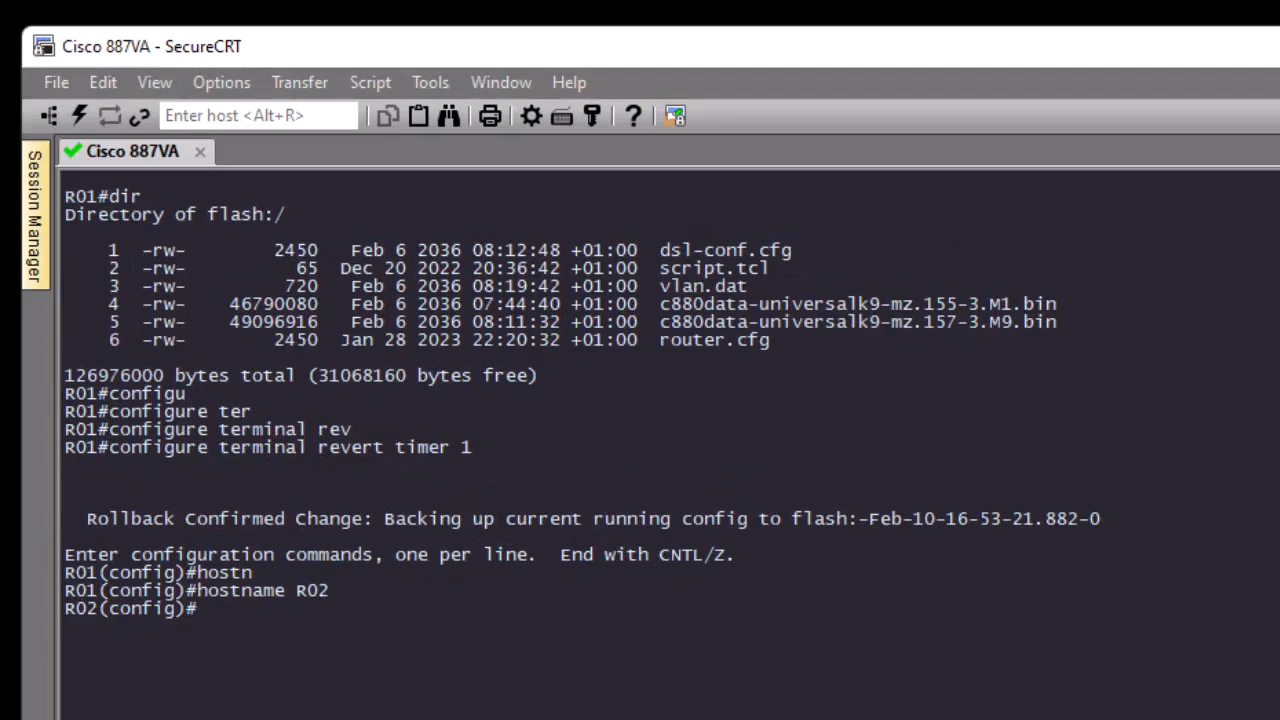 Cisco 887VA - SecureCRT
File Edit View Options Transfer Script Tools Window Help
Enter host <Alt+R>
Session Manager
Cisco 887VA
R01#dir
Directory of flash:/
1 -rw- 2450 Feb 6 2036 08:12:48 +01:00 dsl-conf.cfg
2 -rw- 65 Dec 20 2022 20:36:42 +01:00 script.tcl
3 -rw- 720 Feb 6 2036 08:19:42 +01:00 vlan.dat
4 -rw- 46790080 Feb 6 2036 07:44:40 +01:00 c880data-universalk9-mz.155-3.M1.bin
5 -rw- 49096916 Feb 6 2036 08:11:32 +01:00 c880data-universalk9-mz.157-3.M9.bin
6 -rw- 2450 Jan 28 2023 22:20:32 +01:00 router.cfg
126976000 bytes total (31068160 bytes free)
R01#configu
R01#configure ter
R01#configure terminal rev
R01#configure terminal revert timer 1
Rollback Confirmed Change: Backing up current running config to flash:-Feb-10-16-53-21.882-0
Enter configuration commands, one per line. End with CNTL/Z.
R01(config)#hostn
R01(config)#hostname R02
R02(config)#